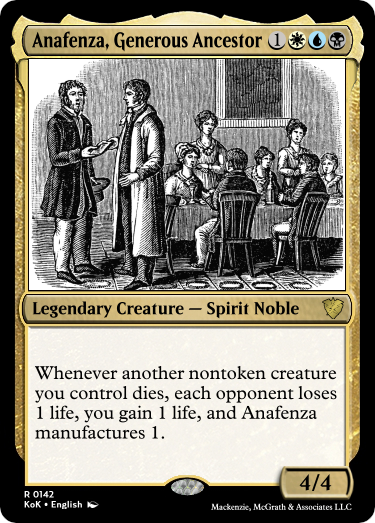 Anafenza, Generous Ancestor 1
Legendary Creature — Spirit Noble
Whenever another nontoken creature
you control dies, each opponent loses
1 life, you gain 1 life, and Anafenza
manufactures 1.
4/4
R 0142
KoK • English
Mackenzie, McGrath & Associates LLC